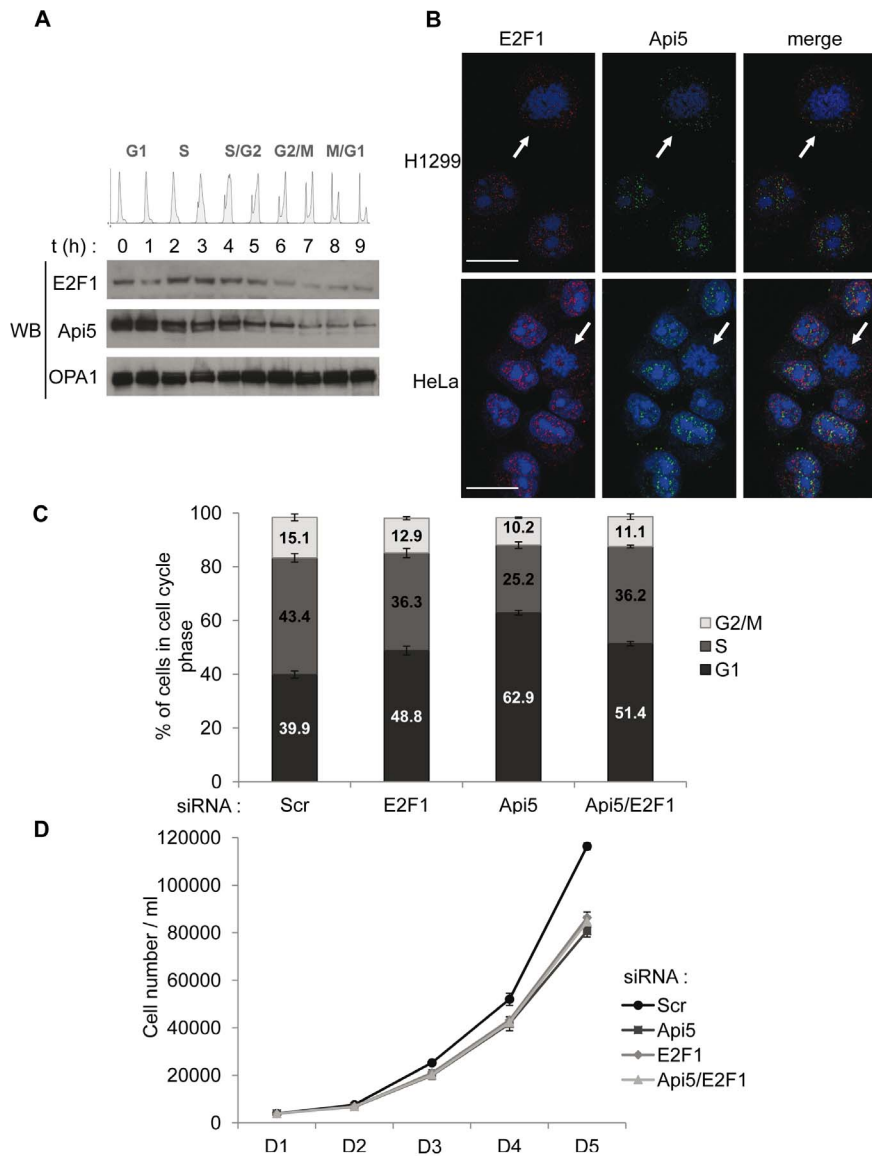 A
G1 S S/G2 G2/M M/G1
t (h) : 0 1 2 3 4 5 6 7 8 9
WB
E2F1
Api5
OPA1
B
E2F1 Api5 merge
H1299
HeLa
C
% of cells in cell cycle
phase
100
80
60
40
20
0
15.1 12.9 10.2 11.1
43.4 36.3 25.2 36.2
39.9 48.8 62.9 51.4
G2/M
S
G1
siRNA : Scr E2F1 Api5 Api5/E2F1
D
Cell number / ml
120000
100000
80000
60000
40000
20000
0
D1 D2 D3 D4 D5
siRNA :
Scr
Api5
E2F1
Api5/E2F1